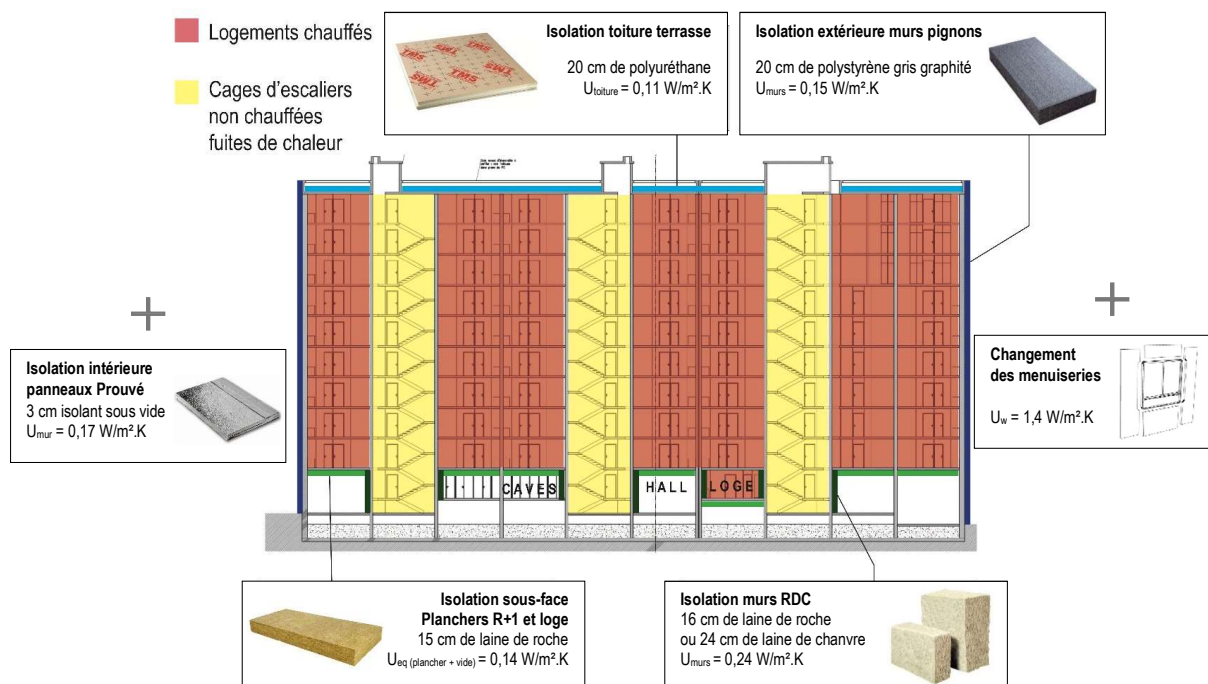 Logements chauffés
Cages d'escaliers
non chauffées
fuites de chaleur
Isolation toiture terrasse
20 cm de polyuréthane
Utoiture = 0,11 W/m².K
TMS
TMS
TMS
TMS
Isolation extérieure murs pignons
20 cm de polystyrène gris graphité
Umurs = 0,15 W/m².K
+
+
Isolation intérieure
panneaux Prouvé
3 cm isolant sous vide
Umur = 0,17 W/m².K
Changement
des menuiseries
Uw = 1,4 W/m².K
CAVES
HALL
LOGE
Isolation sous-face
Planchers R+1 et loge
15 cm de laine de roche
Ueq (plancher + vide) = 0,14 W/m².K
Isolation murs RDC
16 cm de laine de roche
ou 24 cm de laine de chanvre
Umurs = 0,24 W/m².K